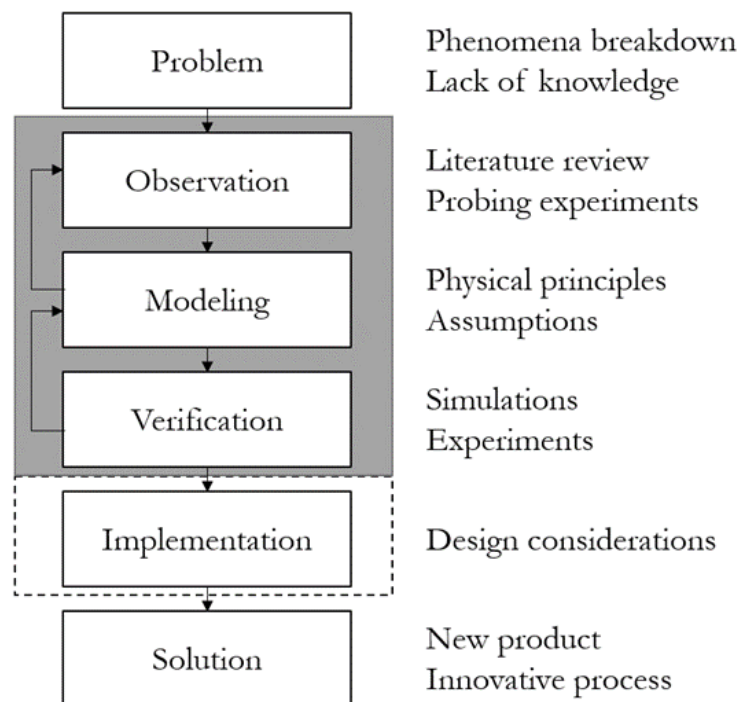 Problem
Phenomena breakdown
Lack of knowledge
Observation
Literature review
Probing experiments
Modeling
Physical principles
Assumptions
Verification
Simulations
Experiments
Implementation
Design considerations
Solution
New product
Innovative process